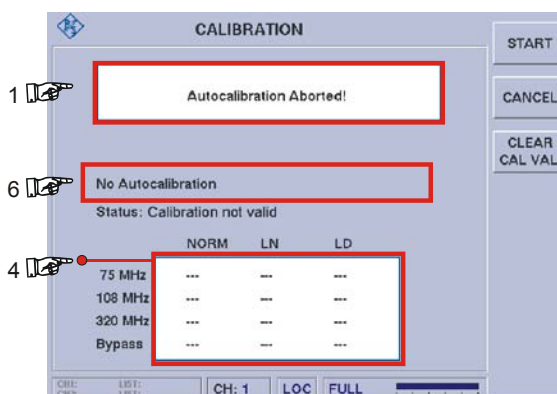 CALIBRATION
START
1
Autocalibration Aborted!
CANCEL
CLEAR
CAL VAL
6
No Autocalibration
Status: Calibration not valid
NORM LN LD
4
75 MHz --- --- ---
108 MHz --- --- ---
320 MHz --- --- ---
Bypass --- --- ---
CH: 1 LOC FULL